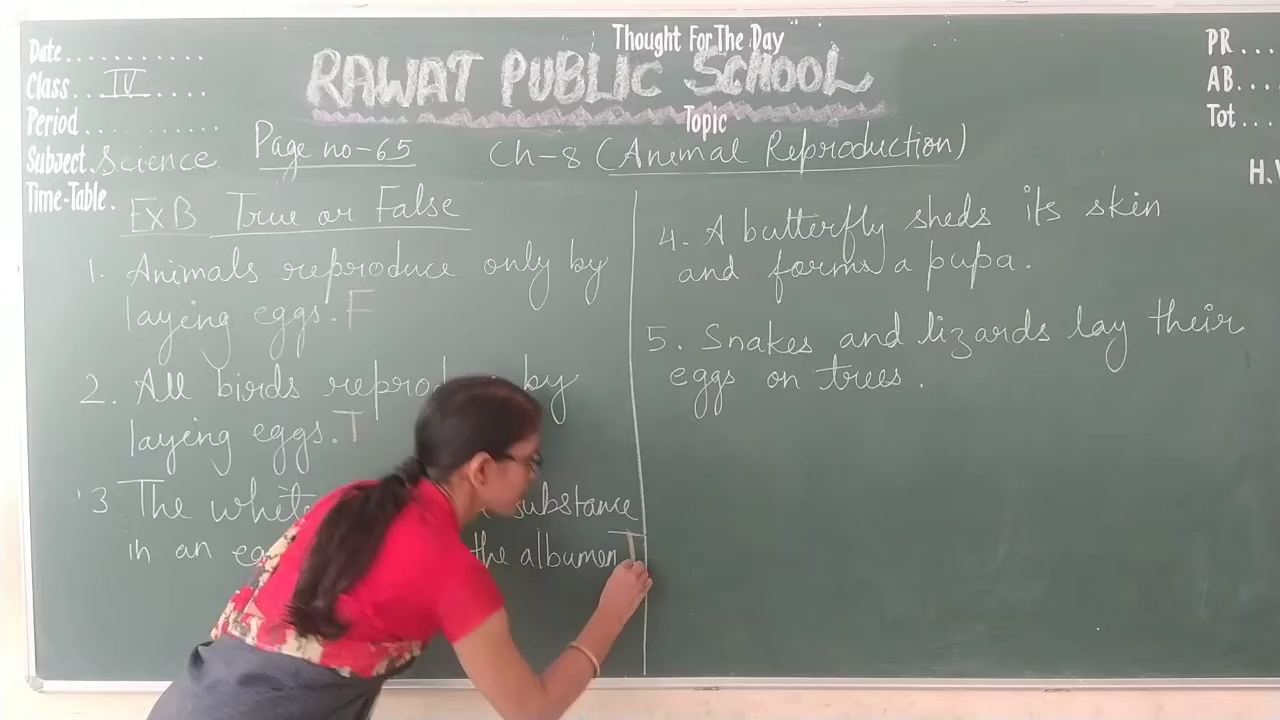 Thought For The Day
Date............
Class...IV......
Period............
Subject.Science
Time-Table.
RAWAT PUBLIC SCHOOL
Topic
PR...
AB....
Tot...
H.
Page no-65
Ch-8 (Animal Reproduction)
Ex B True or False
1. Animals reproduce only by
laying eggs. F
2. All birds by
laying eggs. T
3. The substance
in an the albumen T
4. A butterfly sheds its skin
and forms a pupa.
5. Snakes and lizards lay their
eggs on trees.